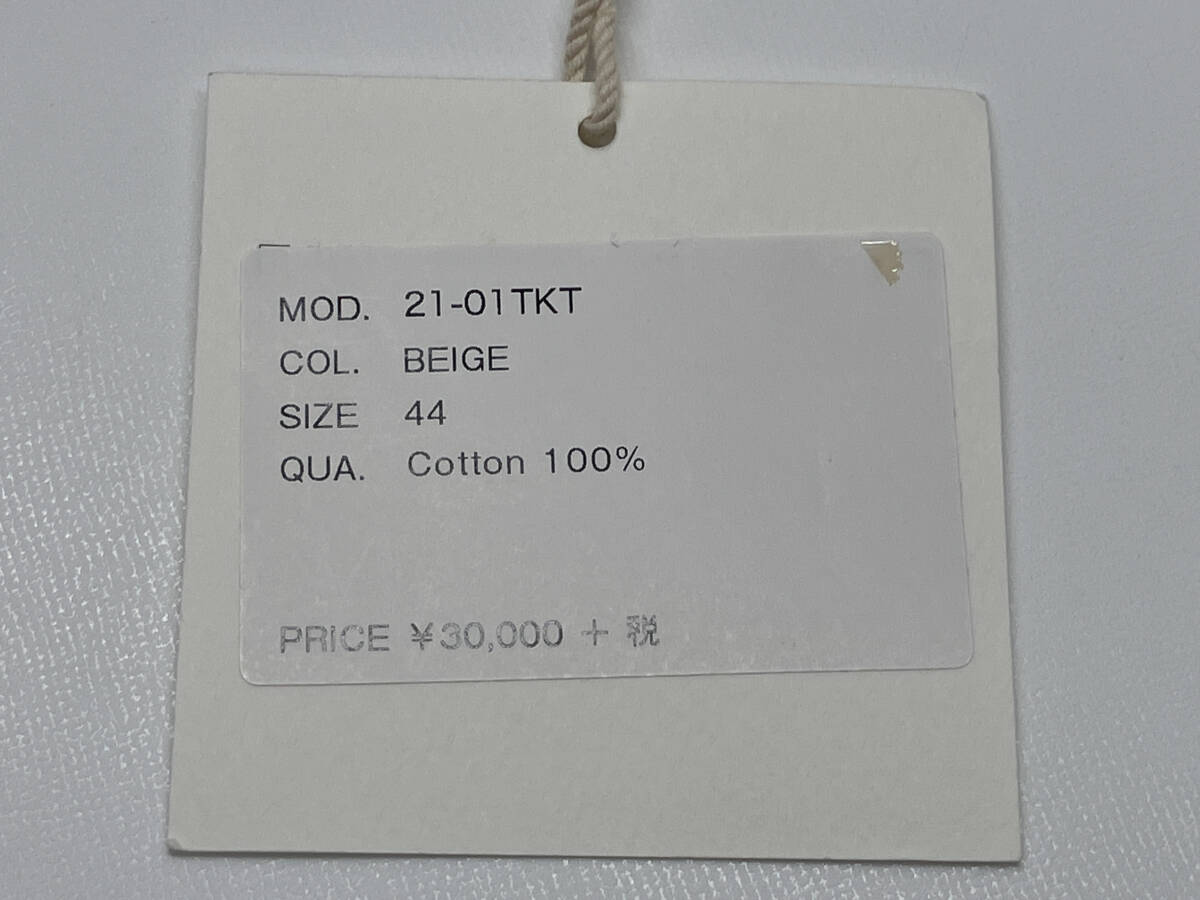 MOD. 21-01TKT
COL. BEIGE
SIZE 44
QUA. Cotton 100%
PRICE ¥30,000 + 税